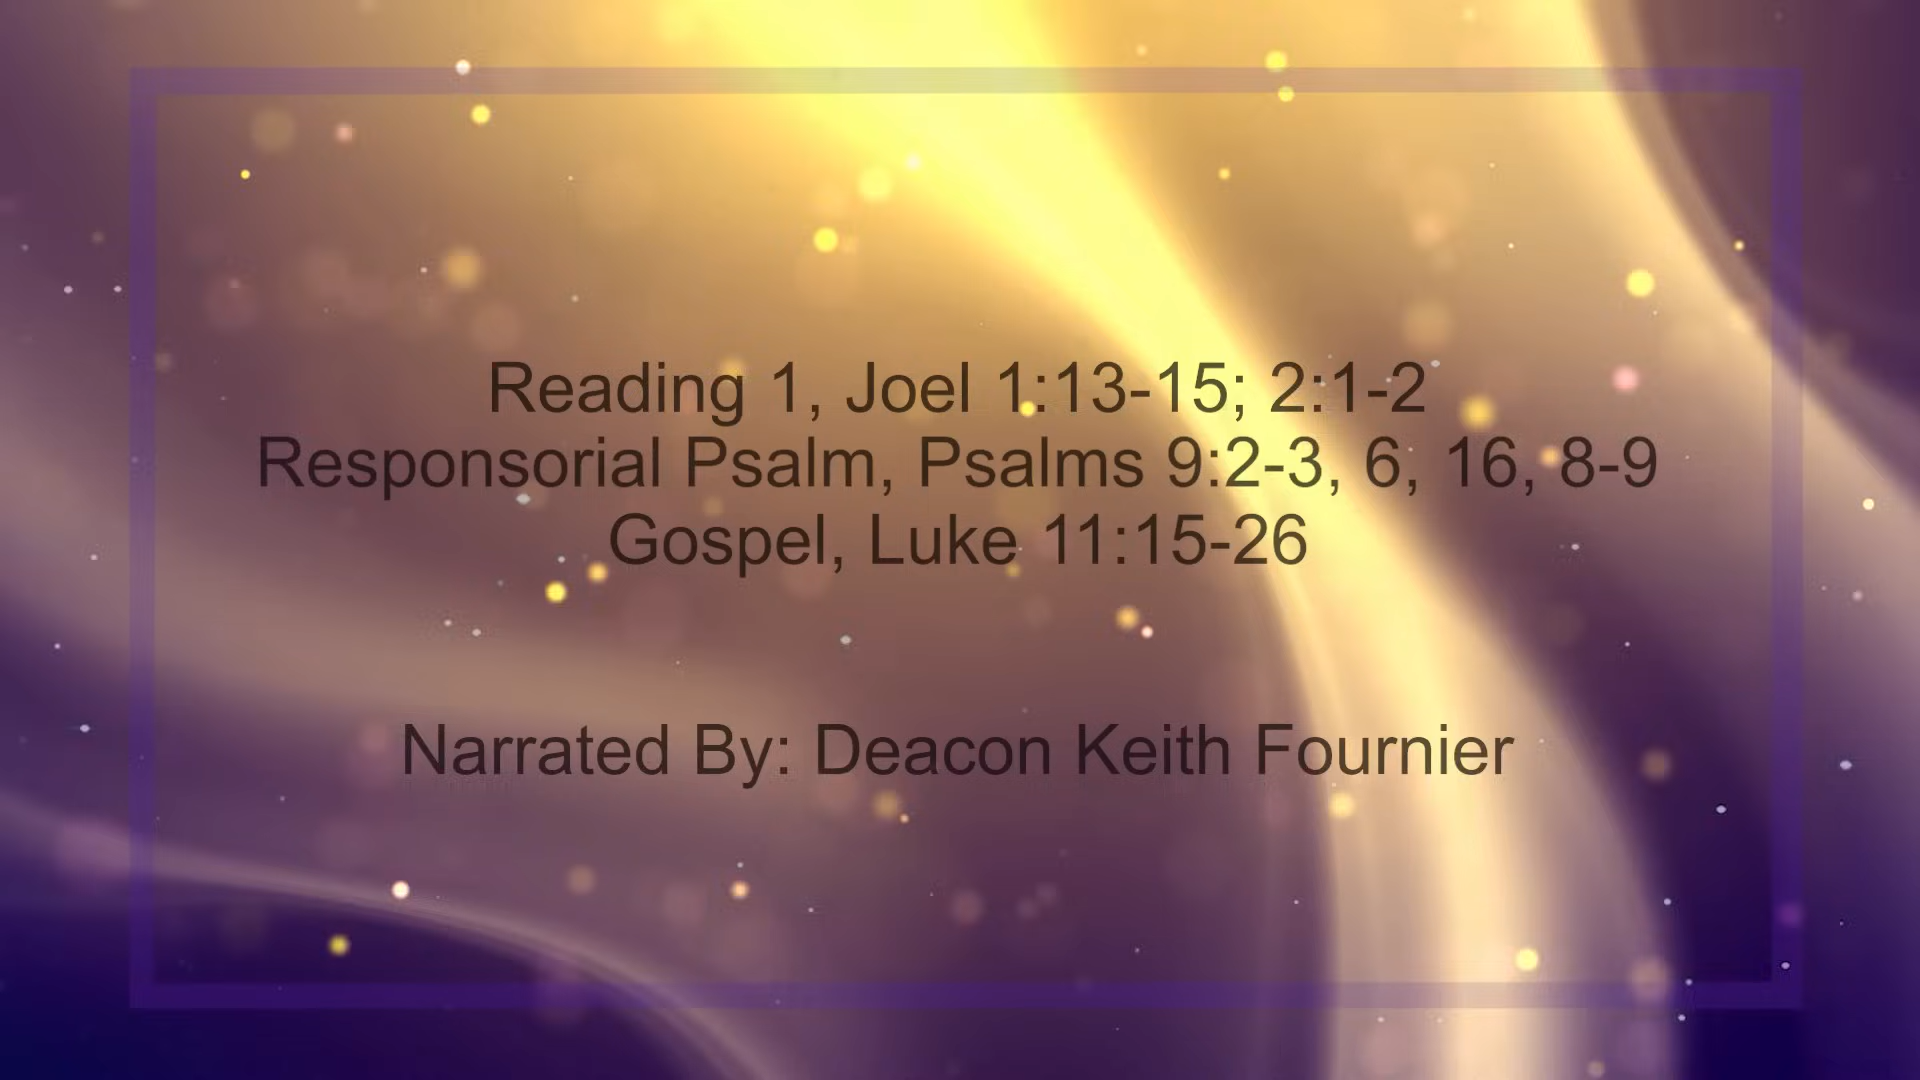 Reading 1, Joel 1:13-15; 2:1-2
Responsorial Psalm, Psalms 9:2-3, 6, 16, 8-9
Gospel, Luke 11:15-26
Narrated By: Deacon Keith Fournier